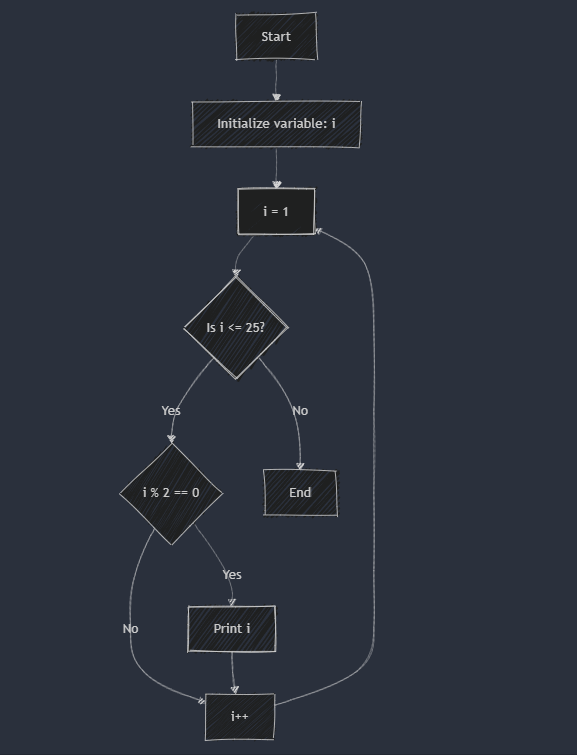 Start
Initialize variable: i
i = 1
Is i <= 25?
Yes
No
i % 2 == 0
End
Yes
No
Print i
i++